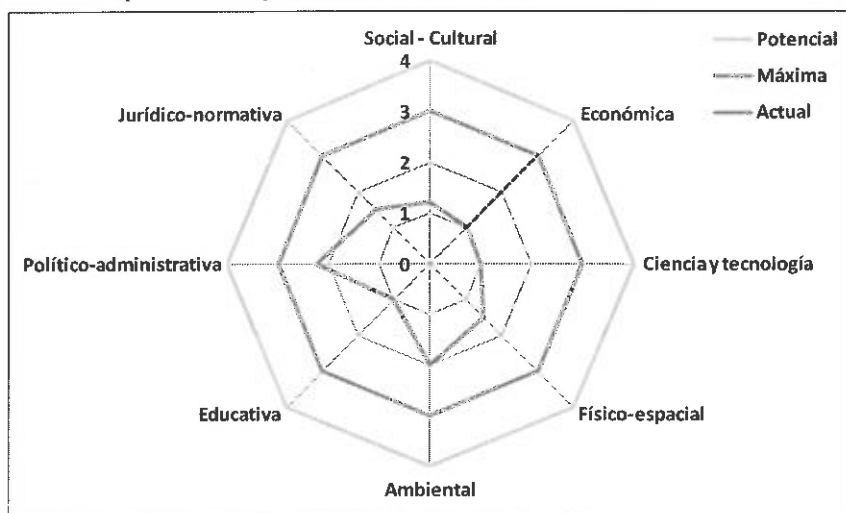 Social - Cultural
Potencial
Máxima
Actual
4
3
2
1
0
Jurídico-normativa
Económica
Político-administrativa
Ciencia y tecnología
Educativa
Físico-espacial
Ambiental